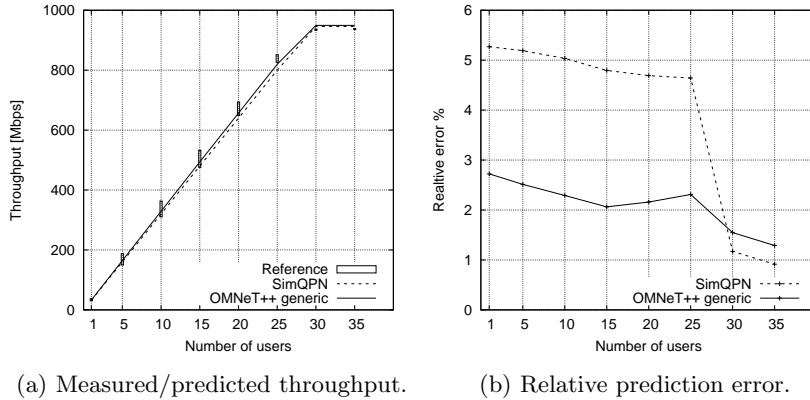 1000
800
600
400
200
0
Throughput [Mbps]
1 5 10 15 20 25 30 35
Number of users
Reference
SimQPN
OMNeT++ generic
(a) Measured/predicted throughput.
6
5
4
3
2
1
0
Realtive error %
1 5 10 15 20 25 30 35
Number of users
SimQPN
OMNeT++ generic
(b) Relative prediction error.